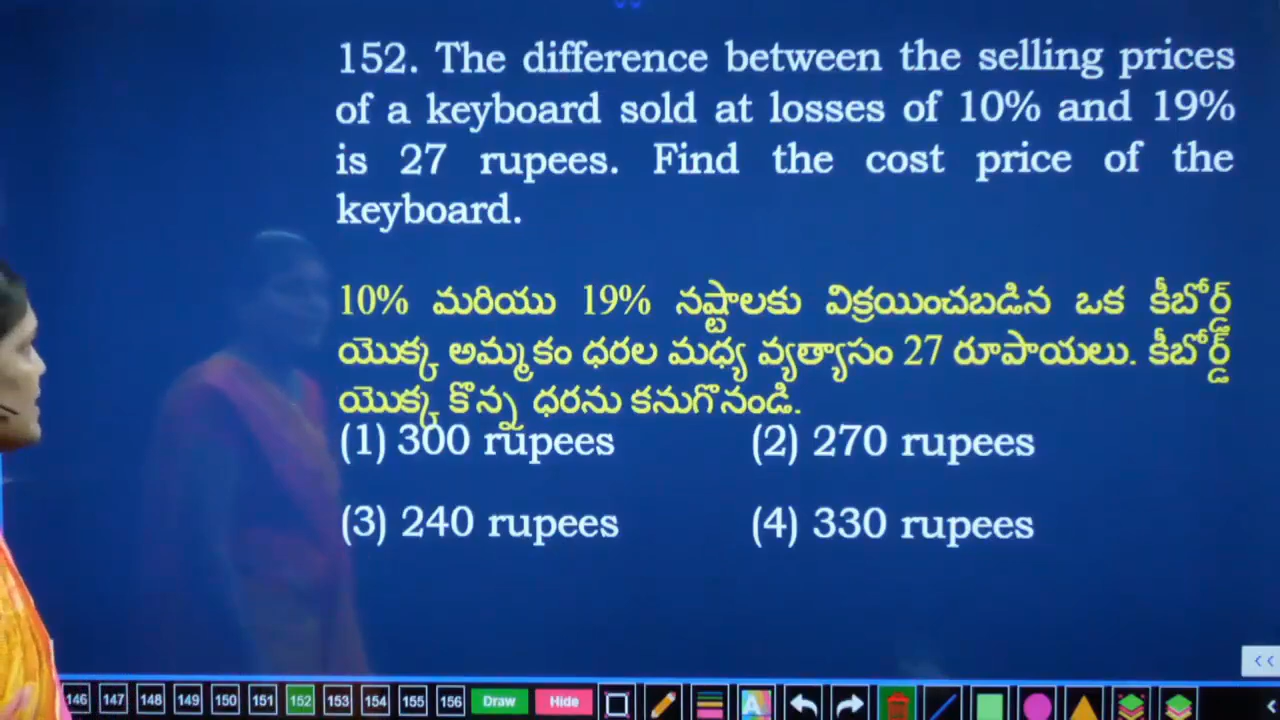 152. The difference between the selling prices
of a keyboard sold at losses of 10% and 19%
is 27 rupees. Find the cost price of the
keyboard.
10% మరియు 19% నష్టాలకు విక్రయించబడిన ఒక కీబోర్డ్
యొక్క అమ్మకం ధరల మధ్య వ్యత్యాసం 27 రూపాయలు. కీబోర్డ్
యొక్క కొన్న ధరను కనుగొనండి.
(1) 300 rupees (2) 270 rupees
(3) 240 rupees (4) 330 rupees
<<
146 147 148 149 150 151 152 153 154 155 156 Draw Hide A <